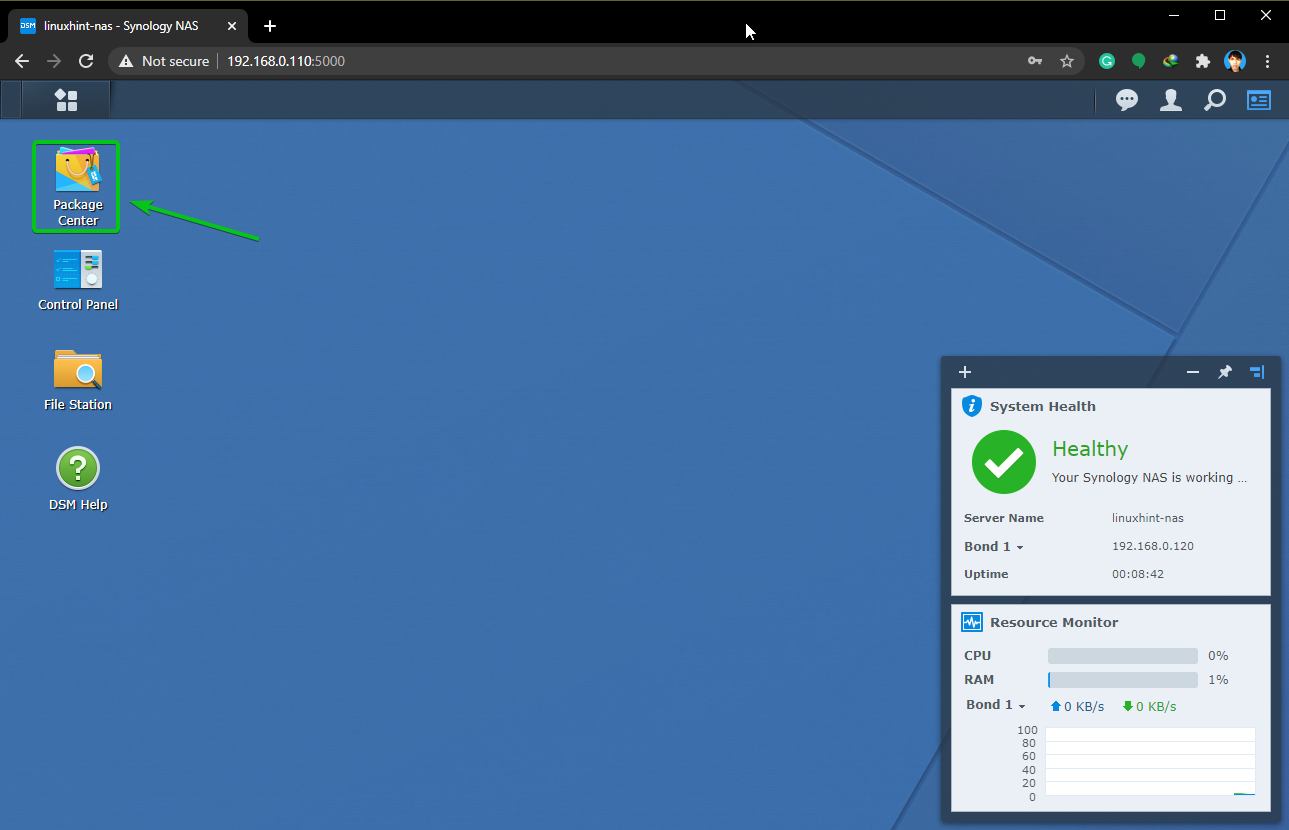 DSM linuxhint-nas - Synology NAS
Not secure 192.168.0.110:5000
Package
Center
Control Panel
File Station
DSM Help
System Health
Healthy
Your Synology NAS is working ...
Server Name linuxhint-nas
Bond 1 192.168.0.120
Uptime 00:08:42
Resource Monitor
CPU 0%
RAM 1%
Bond 1 0 KB/s 0 KB/s
100
80
60
40
20
0